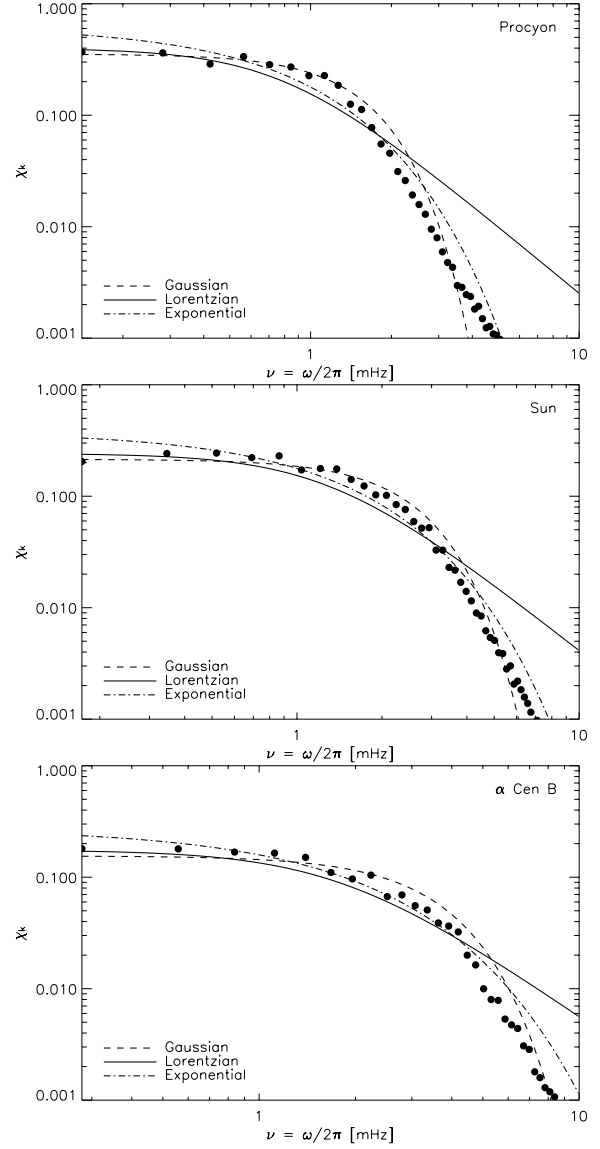 1.000
Procyon
0.100
χk
0.010
Gaussian
Lorentzian
Exponential
0.001
1
10
ν = ω/2π [mHz]
1.000
Sun
0.100
χk
0.010
Gaussian
Lorentzian
Exponential
0.001
1
10
ν = ω/2π [mHz]
1.000
α Cen B
0.100
χk
0.010
Gaussian
Lorentzian
Exponential
0.001
1
10
ν = ω/2π [mHz]